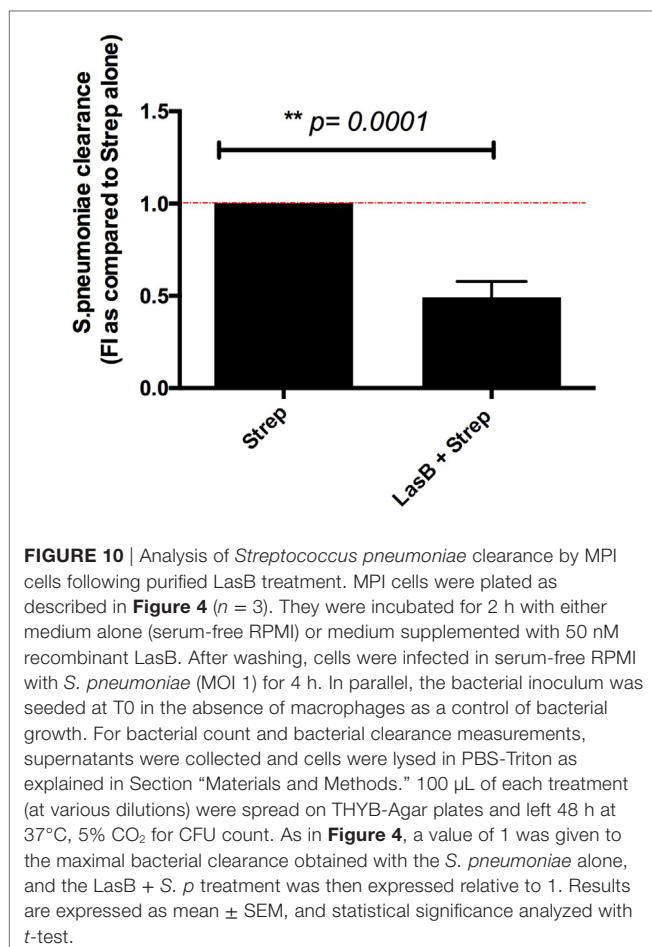 S.pneumoniae clearance
(FI as compared to Strep alone)
1.5
1.0
0.5
0.0
** p= 0.0001
Strep
LasB + Strep
FIGURE 10 | Analysis of Streptococcus pneumoniae clearance by MPI
cells following purified LasB treatment. MPI cells were plated as
described in Figure 4 (n = 3). They were incubated for 2 h with either
medium alone (serum-free RPMI) or medium supplemented with 50 nM
recombinant LasB. After washing, cells were infected in serum-free RPMI
with S. pneumoniae (MOI 1) for 4 h. In parallel, the bacterial inoculum was
seeded at T0 in the absence of macrophages as a control of bacterial
growth. For bacterial count and bacterial clearance measurements,
supernatants were collected and cells were lysed in PBS-Triton as
explained in Section “Materials and Methods.” 100 µL of each treatment
(at various dilutions) were spread on THYB-Agar plates and left 48 h at
37°C, 5% CO₂ for CFU count. As in Figure 4, a value of 1 was given to
the maximal bacterial clearance obtained with the S. pneumoniae alone,
and the LasB + S. p treatment was then expressed relative to 1. Results
are expressed as mean ± SEM, and statistical significance analyzed with
t-test.